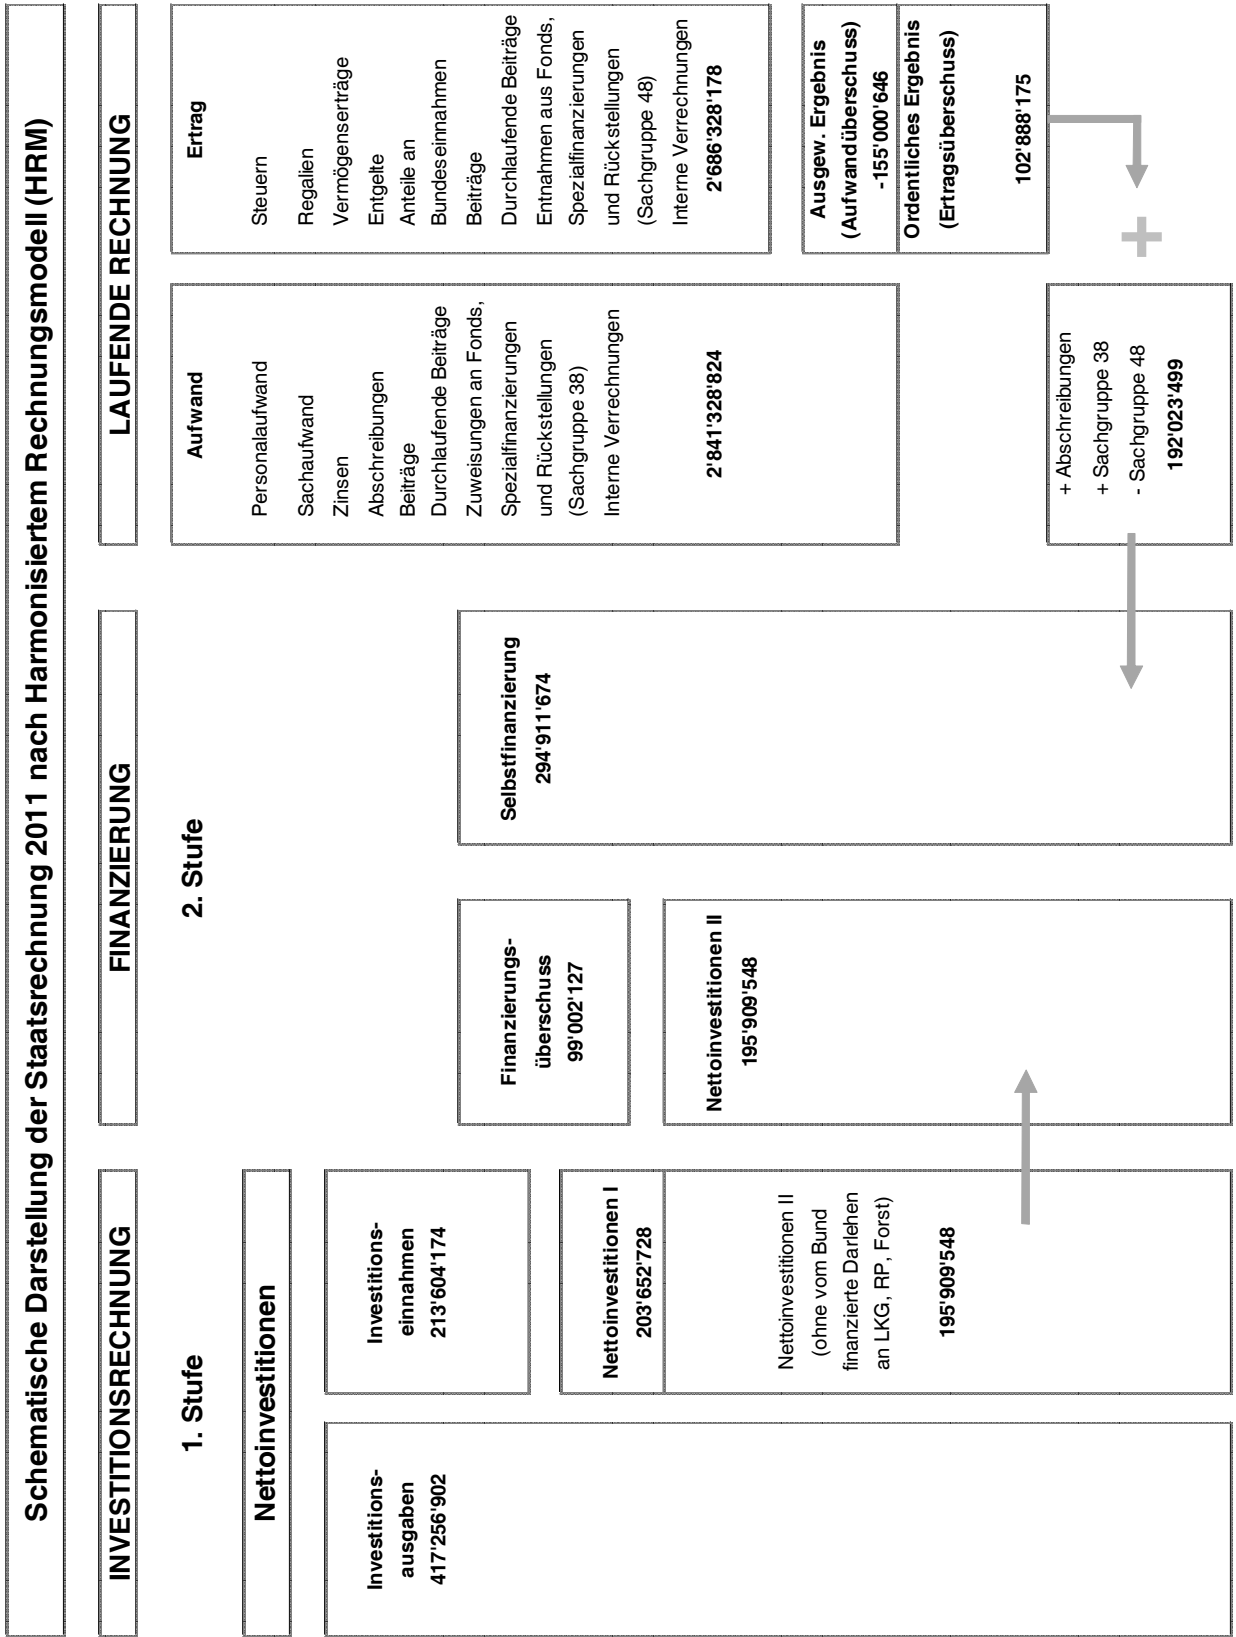 Schematische Darstellung der Staatsrechnung 2011 nach Harmonisiertem Rechnungsmodell (HRM)
INVESTITIONSRECHNUNG
FINANZIERUNG
LAUFENDE RECHNUNG
1. Stufe
2. Stufe
Nettoinvestitionen
Investitions-
ausgaben
417'256'902
Investitions-
einnahmen
213'604'174
Nettoinvestitionen I
203'652'728
Nettoinvestitionen II
(ohne vom Bund
finanzierte Darlehen
an LKG, RP, Forst)
195'909'548
Finanzierungs-
überschuss
99'002'127
Nettoinvestitionen II
195'909'548
Selbstfinanzierung
294'911'674
Aufwand
Personalaufwand
Sachaufwand
Zinsen
Abschreibungen
Beiträge
Durchlaufende Beiträge
Zuweisungen an Fonds,
Spezialfinanzierungen
und Rückstellungen
(Sachgruppe 38)
Interne Verrechnungen
2'841'328'824
+ Abschreibungen
+ Sachgruppe 38
- Sachgruppe 48
192'023'499
Ertrag
Steuern
Regalien
Vermögenserträge
Entgelte
Anteile an
Bundeseinnahmen
Beiträge
Durchlaufende Beiträge
Entnahmen aus Fonds,
Spezialfinanzierungen
und Rückstellungen
(Sachgruppe 48)
Interne Verrechnungen
2'686'328'178
Ausgew. Ergebnis
(Aufwandüberschuss)
-155'000'646
Ordentliches Ergebnis
(Ertragsüberschuss)
102'888'175
+